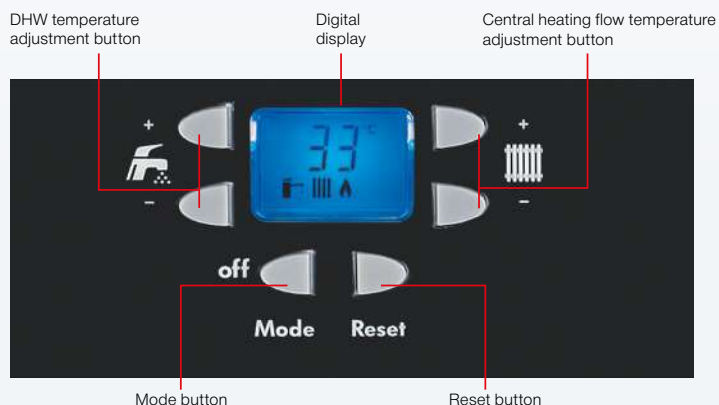 DHW temperature
adjustment button
Digital
display
Central heating flow temperature
adjustment button
+
+
33 °c
-
-
off
Mode Reset
Mode button
Reset button